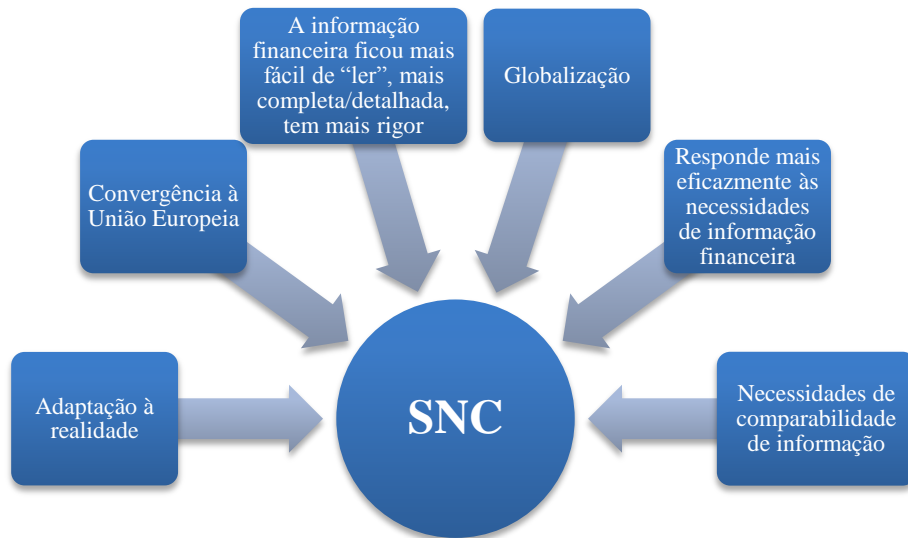 A informação
financeira ficou mais
fácil de “ler”, mais
completa/detalhada,
tem mais rigor
Globalização
Convergência à
União Europeia
Responde mais
eficazmente às
necessidades
de informação
financeira
Adaptação à
realidade
SNC
Necessidades de
comparabilidade
de informação